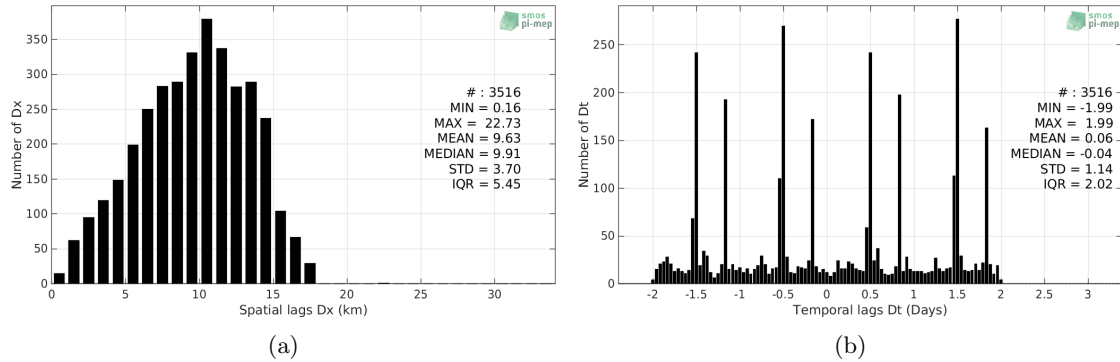 smos
pi-mep
Number of Dx
350
300
250
200
150
100
50
0
# : 3516
MIN = 0.16
MAX = 22.73
MEAN = 9.63
MEDIAN = 9.91
STD = 3.70
IQR = 5.45
0 5 10 15 20 25 30
Spatial lags Dx (km)
(a)
smos
pi-mep
Number of Dt
250
200
150
100
50
0
# : 3516
MIN = -1.99
MAX = 1.99
MEAN = 0.06
MEDIAN = -0.04
STD = 1.14
IQR = 2.02
-2 -1.5 -1 -0.5 0 0.5 1 1.5 2 2.5 3
Temporal lags Dt (Days)
(b)